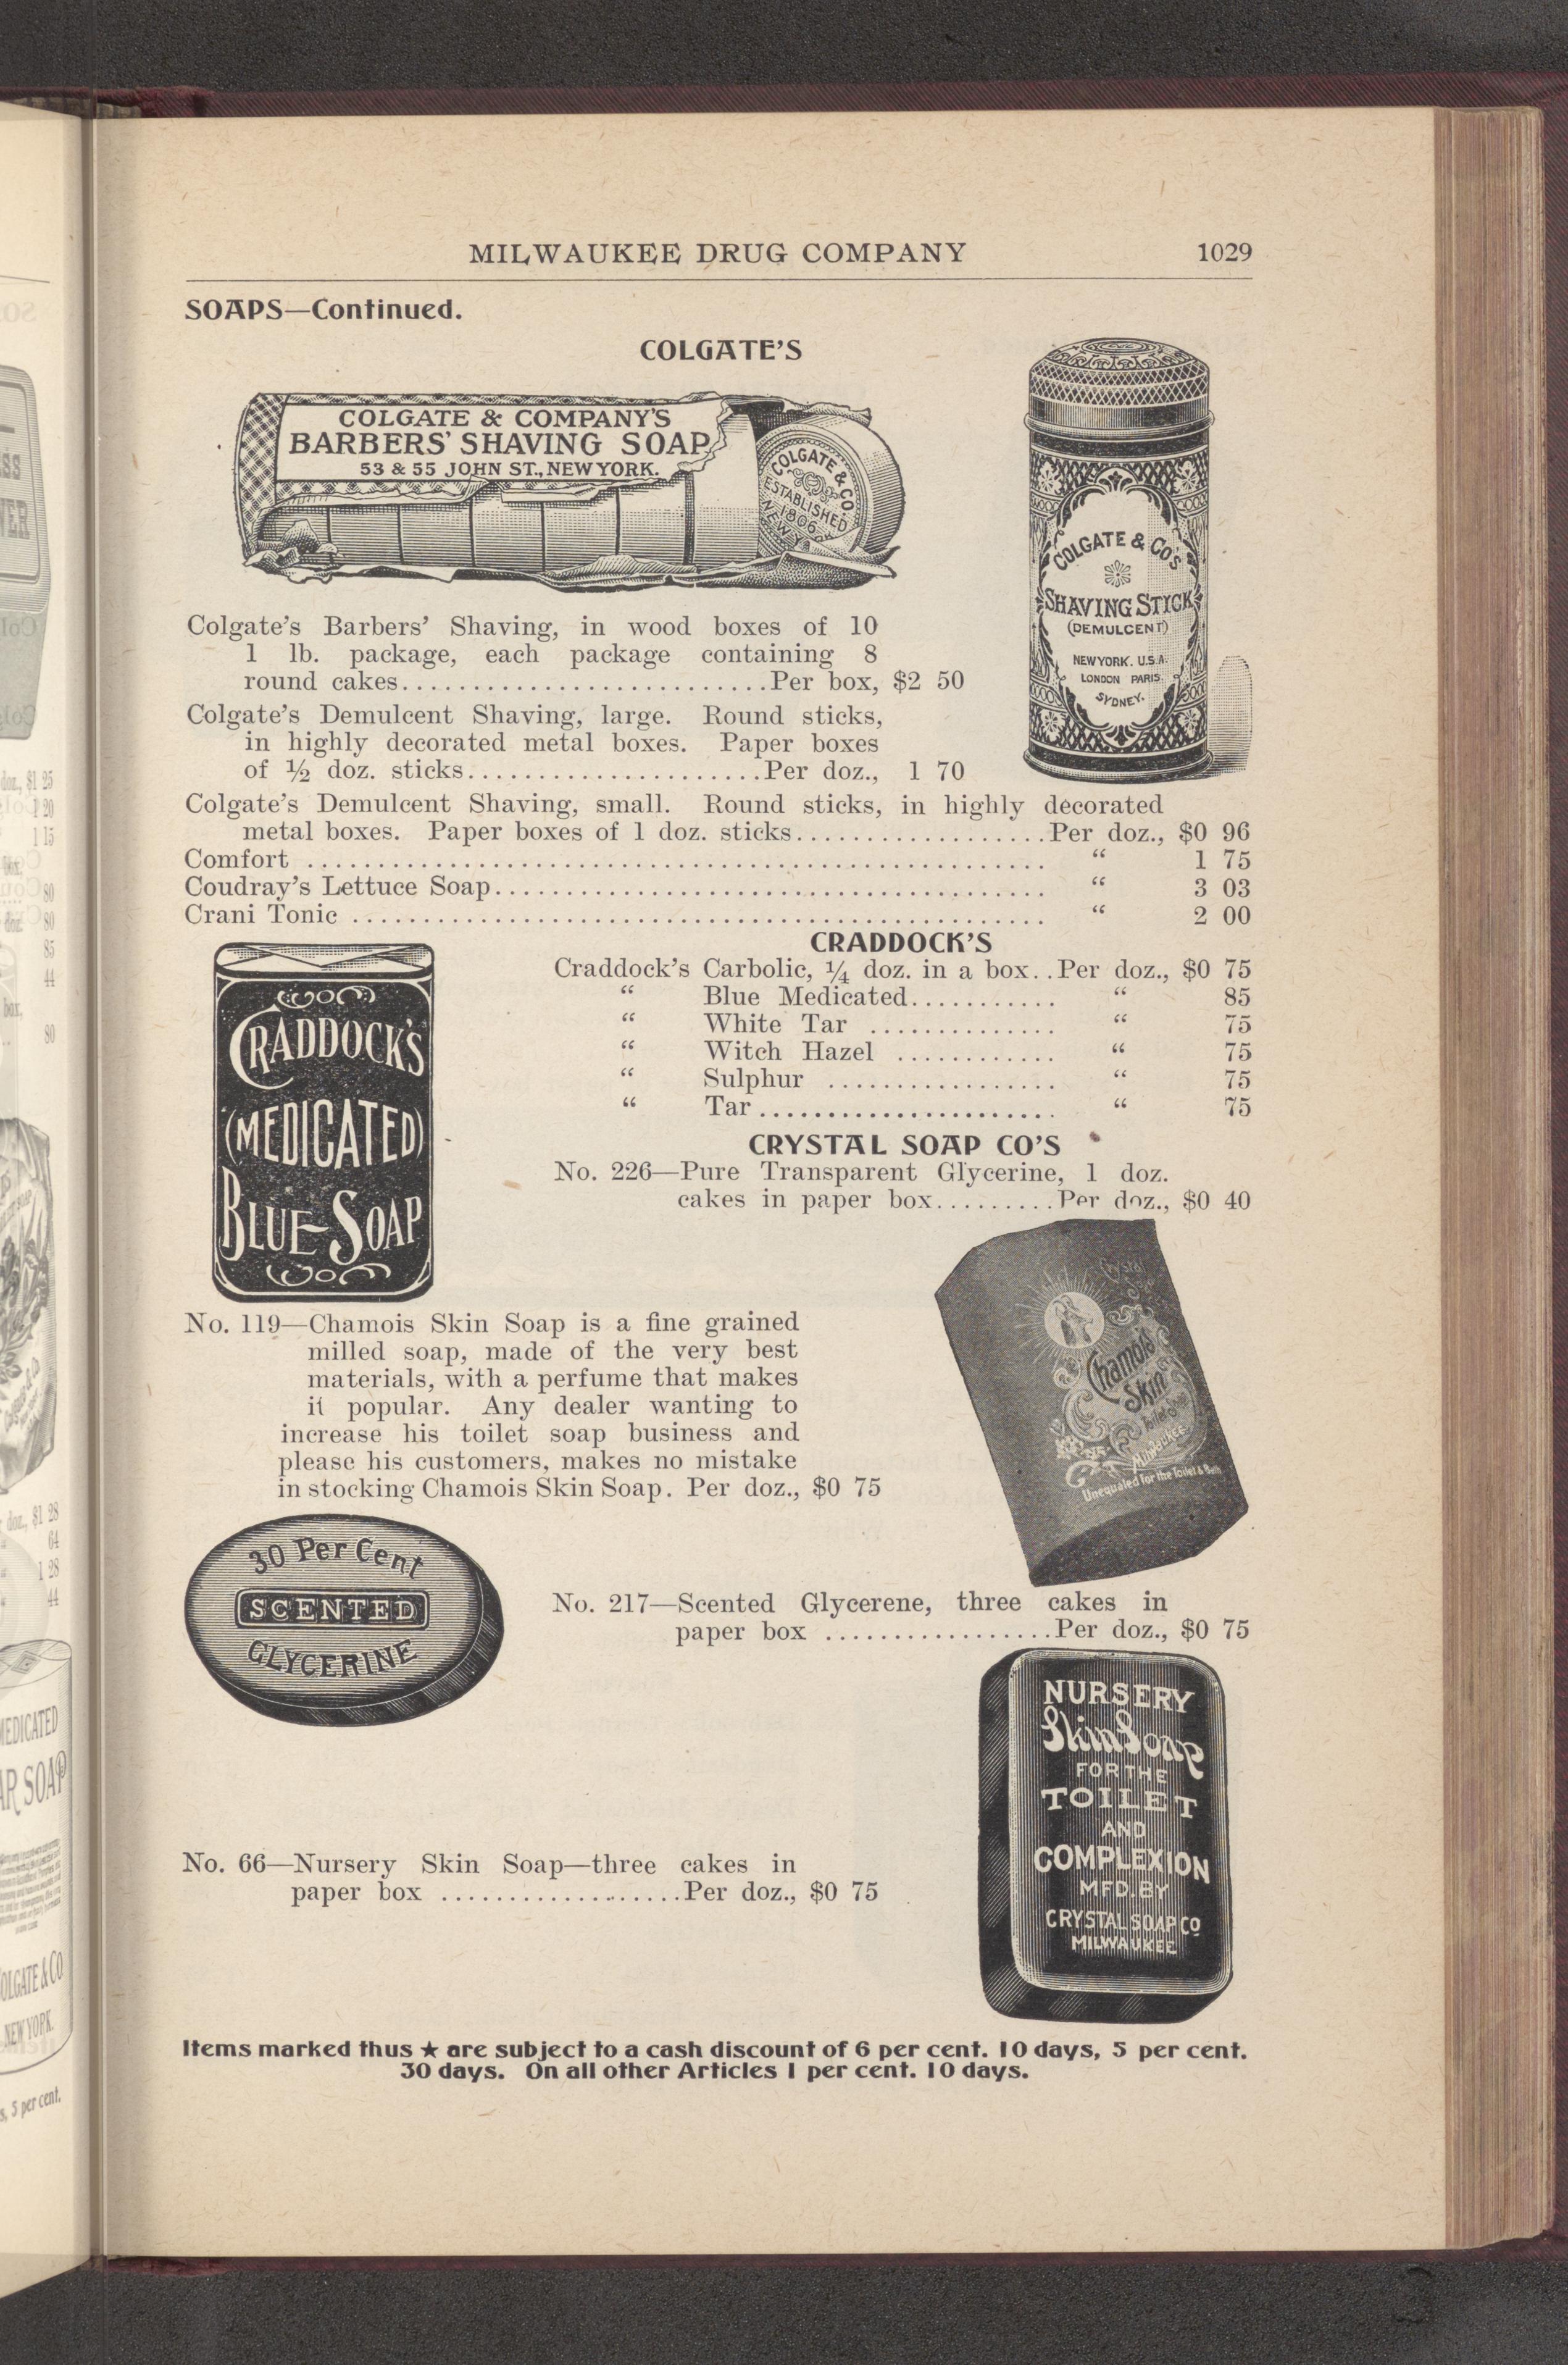 MILWAUKEE DRUG COMPANY 1029
SOAPS—Continued.
COLGATE'S
COLGATE & COMPANY'S
BARBERS' SHAVING SOAP
53 & 55 JOHN ST., NEW YORK.
COLGATE & CO.
ESTABLISHED
1806
NEW YO
COLGATE & CO'S
SHAVING STICK
(DEMULCENT)
NEW YORK. U.S.A.
LONDON PARIS.
SYDNEY.
Colgate's Barbers' Shaving, in wood boxes of 10
1 lb. package, each package containing 8
round cakes..........................Per box, $2 50
Colgate's Demulcent Shaving, large. Round sticks,
in highly decorated metal boxes. Paper boxes
of ½ doz. sticks.....................Per doz., 1 70
Colgate's Demulcent Shaving, small. Round sticks, in highly decorated
metal boxes. Paper boxes of 1 doz. sticks..................Per doz., $0 96
Comfort ..................................................... “ 1 75
Coudray's Lettuce Soap....................................... “ 3 03
Crani Tonic ................................................. “ 2 00
CRADDOCK'S
(MEDICATED)
BLUE-SOAP
CRADDOCK'S
Craddock's Carbolic, ¼ doz. in a box..Per doz., $0 75
“ Blue Medicated........... “ 85
“ White Tar .............. “ 75
“ Witch Hazel ............ “ 75
“ Sulphur ................. “ 75
“ Tar...................... “ 75
CRYSTAL SOAP CO'S
No. 226—Pure Transparent Glycerine, 1 doz.
cakes in paper box.........Per doz., $0 40
Crystal
Soap
Chamois
Skin
Toilet Soap
Milwaukee
Unequaled for the Toilet & Bath
No. 119—Chamois Skin Soap is a fine grained
milled soap, made of the very best
materials, with a perfume that makes
it popular. Any dealer wanting to
increase his toilet soap business and
please his customers, makes no mistake
in stocking Chamois Skin Soap. Per doz., $0 75
30 Per Cent
SCENTED
GLYCERINE
No. 217—Scented Glycerene, three cakes in
paper box .................Per doz., $0 75
NURSERY
Skin Soap
FOR THE
TOILET
AND
COMPLEXION
MFD. BY
CRYSTAL SOAP CO
MILWAUKEE
No. 66—Nursery Skin Soap—three cakes in
paper box ..................Per doz., $0 75
Items marked thus ★ are subject to a cash discount of 6 per cent. 10 days, 5 per cent.
30 days. On all other Articles 1 per cent. 10 days.